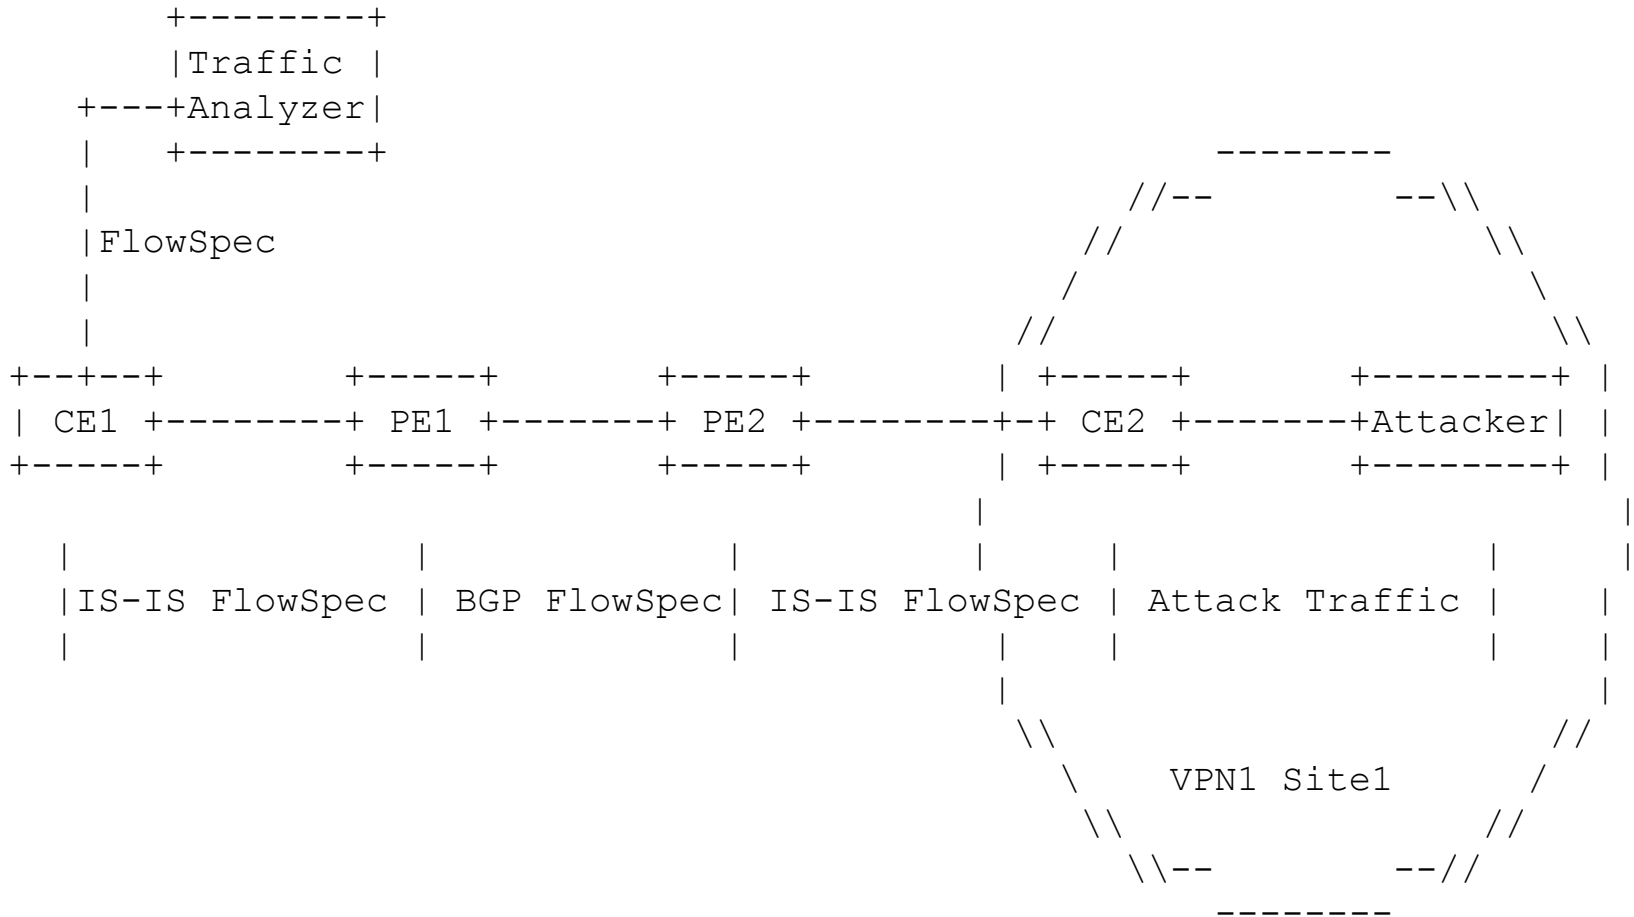 Traffic
Analyzer
FlowSpec
CE1 PE1 PE2 CE2 Attacker
IS-IS FlowSpec BGP FlowSpec IS-IS FlowSpec Attack Traffic
VPN1 Site1